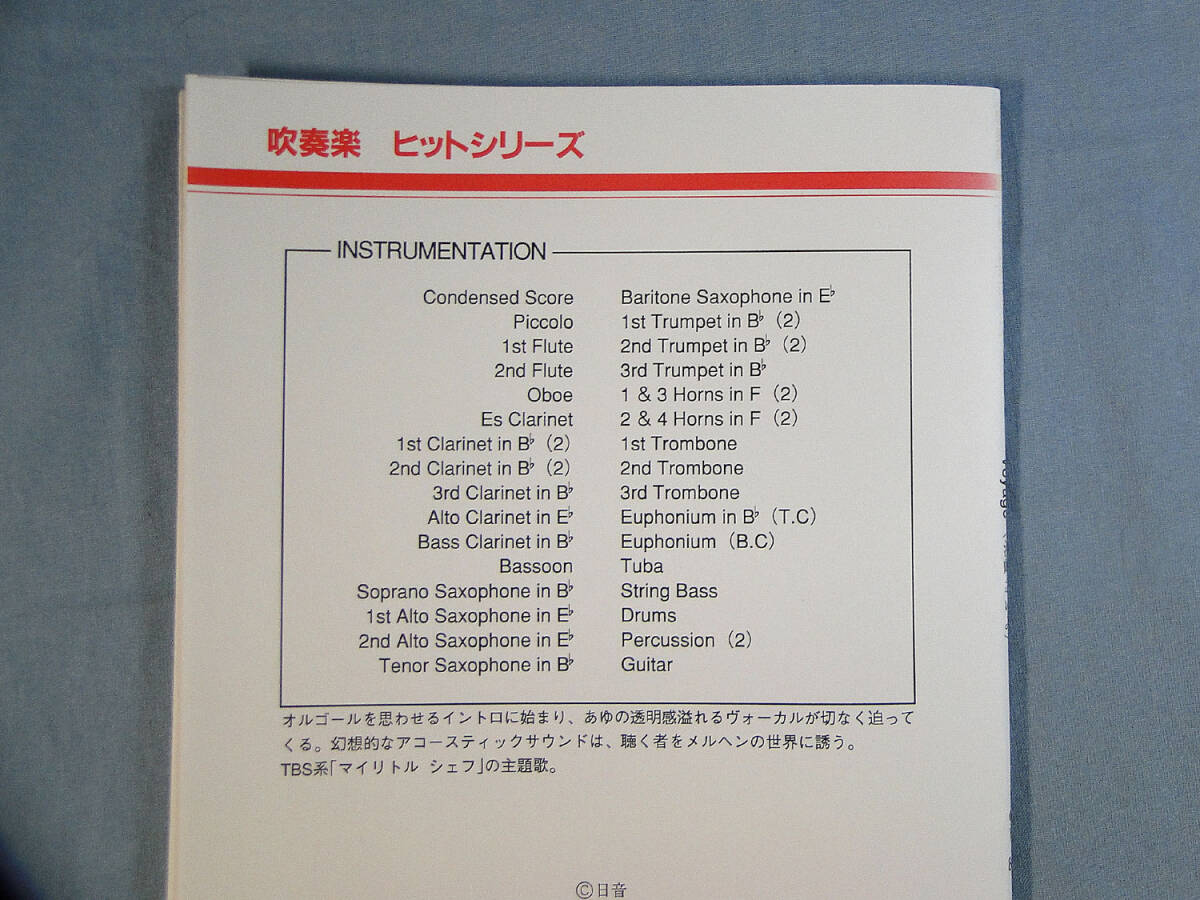 吹奏楽 ヒットシリーズ
INSTRUMENTATION
Condensed Score
Piccolo
1st Flute
2nd Flute
Oboe
Es Clarinet
1st Clarinet in B♭(2)
2nd Clarinet in B♭(2)
3rd Clarinet in B♭
Alto Clarinet in E♭
Bass Clarinet in B♭
Bassoon
Soprano Saxophone in B♭
1st Alto Saxophone in E♭
2nd Alto Saxophone in E♭
Tenor Saxophone in B♭
Baritone Saxophone in E♭
1st Trumpet in B♭(2)
2nd Trumpet in B♭(2)
3rd Trumpet in B♭
1 & 3 Horns in F(2)
2 & 4 Horns in F(2)
1st Trombone
2nd Trombone
3rd Trombone
Euphonium in B♭(T.C)
Euphonium(B.C)
Tuba
String Bass
Drums
Percussion(2)
Guitar
オルゴールを思わせるイントロに始まり、あゆの透明感溢れるヴォーカルが切なく迫って
くる。幻想的なアコースティックサウンドは、聴く者をメルヘンの世界に誘う。
TBS系「マイリトル シェフ」の主題歌。
©日音